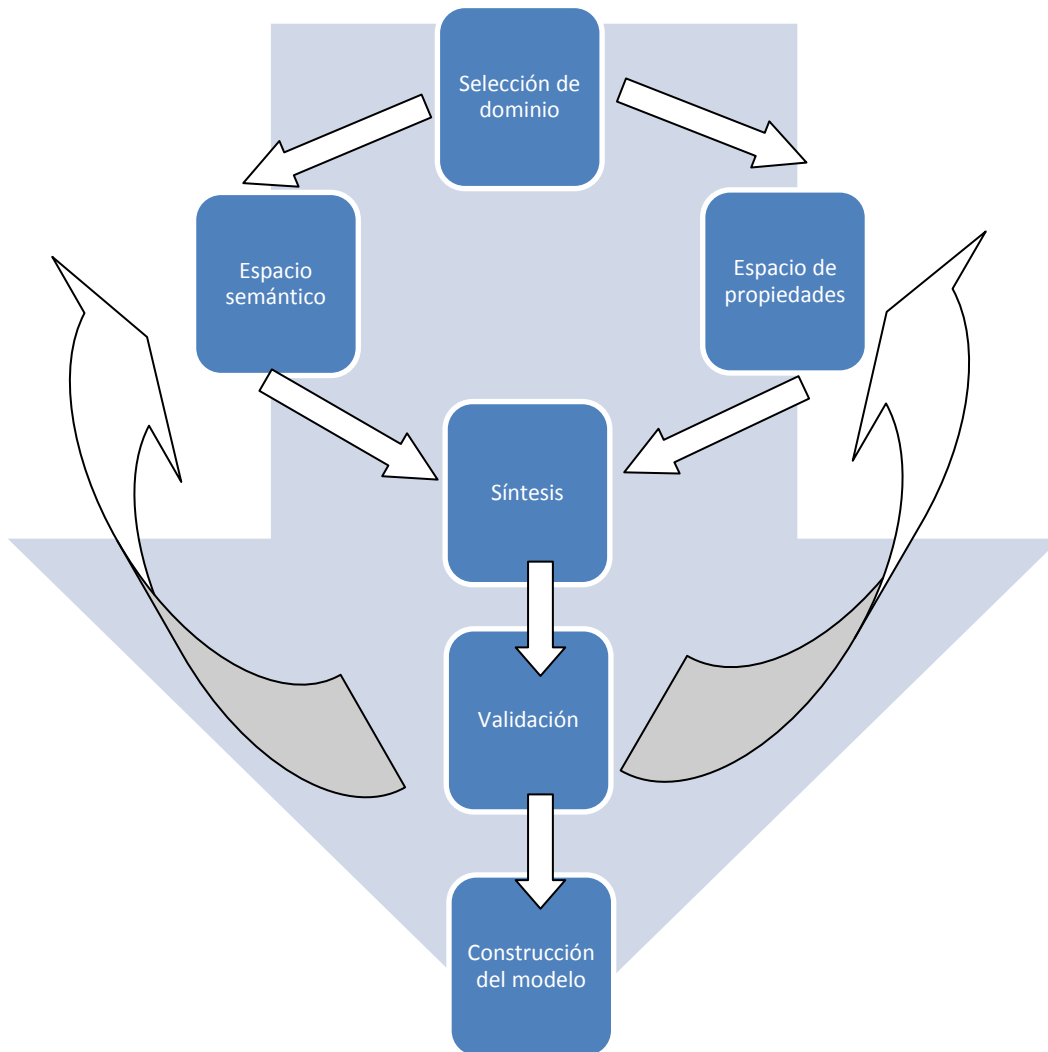 Selección de
dominio
Espacio
semántico
Espacio de
propiedades
Síntesis
Validación
Construcción
del modelo